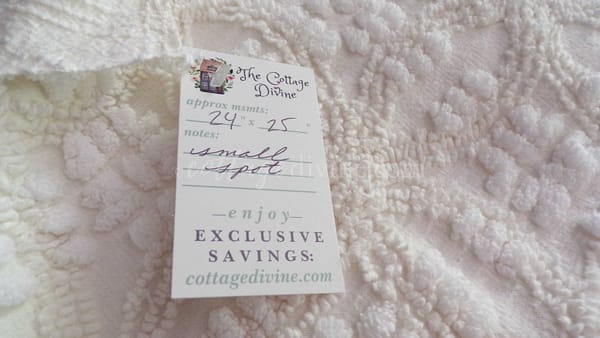 The Cottage
Divine
approx msmts:
24" x 25"
notes:
small
spot
—enjoy—
EXCLUSIVE
SAVINGS:
cottagedivine.com